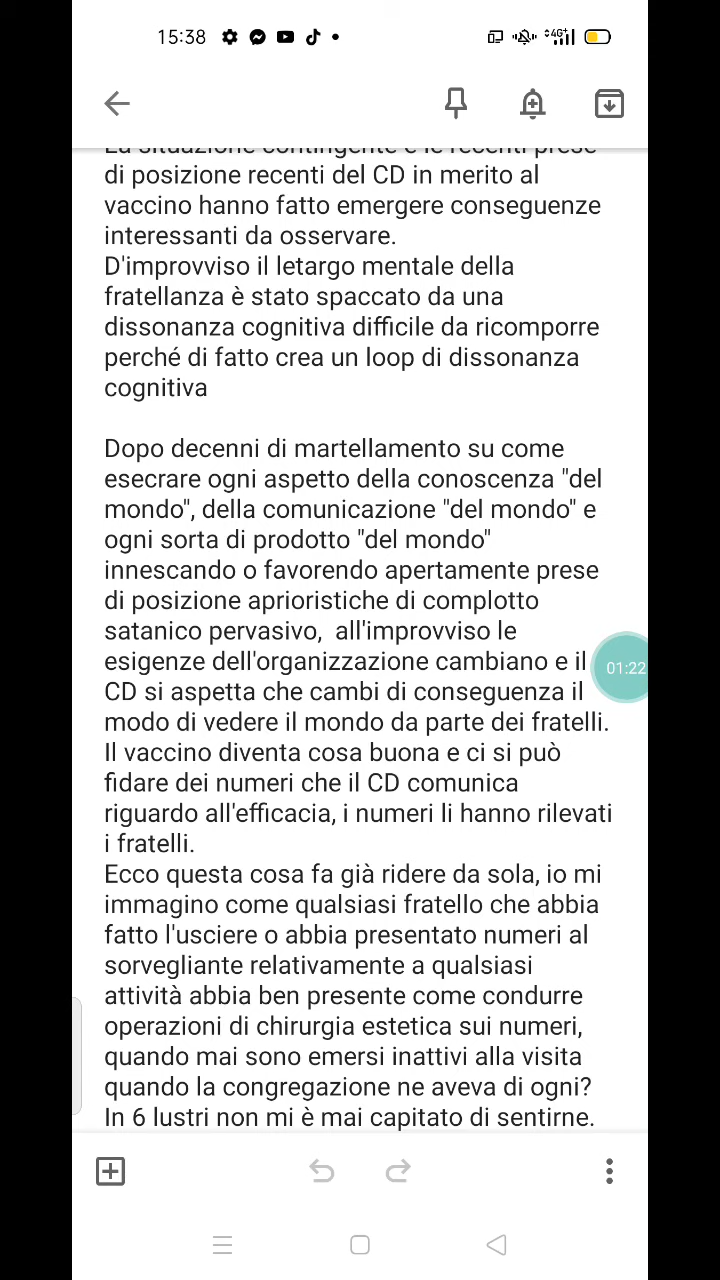 15:38
4G+
La situazione contingente e le recenti prese
di posizione recenti del CD in merito al
vaccino hanno fatto emergere conseguenze
interessanti da osservare.
D'improvviso il letargo mentale della
fratellanza è stato spaccato da una
dissonanza cognitiva difficile da ricomporre
perché di fatto crea un loop di dissonanza
cognitiva
Dopo decenni di martellamento su come
esecrare ogni aspetto della conoscenza "del
mondo", della comunicazione "del mondo" e
ogni sorta di prodotto "del mondo"
innescando o favorendo apertamente prese
di posizione aprioristiche di complotto
satanico pervasivo,  all'improvviso le
esigenze dell'organizzazione cambiano e il
01:22
CD si aspetta che cambi di conseguenza il
modo di vedere il mondo da parte dei fratelli.
Il vaccino diventa cosa buona e ci si può
fidare dei numeri che il CD comunica
riguardo all'efficacia, i numeri li hanno rilevati
i fratelli.
Ecco questa cosa fa già ridere da sola, io mi
immagino come qualsiasi fratello che abbia
fatto l'usciere o abbia presentato numeri al
sorvegliante relativamente a qualsiasi
attività abbia ben presente come condurre
operazioni di chirurgia estetica sui numeri,
quando mai sono emersi inattivi alla visita
quando la congregazione ne aveva di ogni?
In 6 lustri non mi è mai capitato di sentirne.